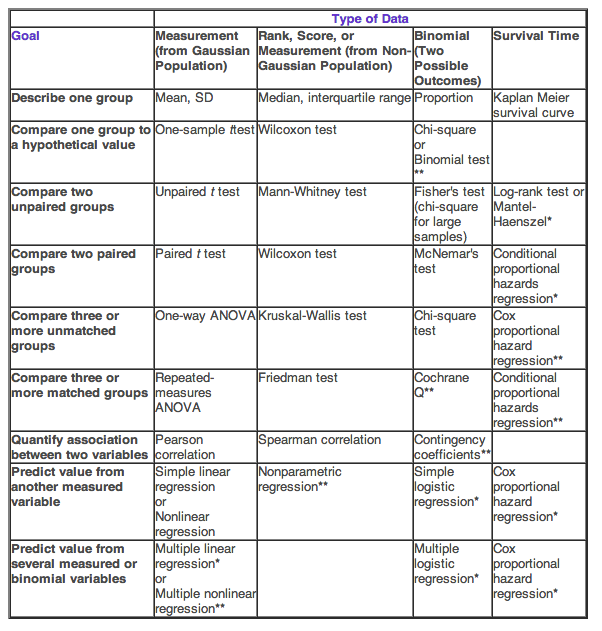 Type of Data
Goal
Measurement
(from Gaussian
Population)
Rank, Score, or
Measurement (from Non-
Gaussian Population)
Binomial
(Two
Possible
Outcomes)
Survival Time
Describe one group
Mean, SD
Median, interquartile range
Proportion
Kaplan Meier
survival curve
Compare one group to
a hypothetical value
One-sample ttest
Wilcoxon test
Chi-square
or
Binomial test
**
Compare two
unpaired groups
Unpaired t test
Mann-Whitney test
Fisher's test
(chi-square
for large
samples)
Log-rank test or
Mantel-
Haenszel*
Compare two paired
groups
Paired t test
Wilcoxon test
McNemar's
test
Conditional
proportional
hazards
regression*
Compare three or
more unmatched
groups
One-way ANOVA
Kruskal-Wallis test
Chi-square
test
Cox
proportional
hazard
regression**
Compare three or
more matched groups
Repeated-
measures
ANOVA
Friedman test
Cochrane
Q**
Conditional
proportional
hazards
regression**
Quantify association
between two variables
Pearson
correlation
Spearman correlation
Contingency
coefficients**
Predict value from
another measured
variable
Simple linear
regression
or
Nonlinear
regression
Nonparametric
regression**
Simple
logistic
regression*
Cox
proportional
hazard
regression*
Predict value from
several measured or
binomial variables
Multiple linear
regression*
or
Multiple nonlinear
regression**
Multiple
logistic
regression*
Cox
proportional
hazard
regression*